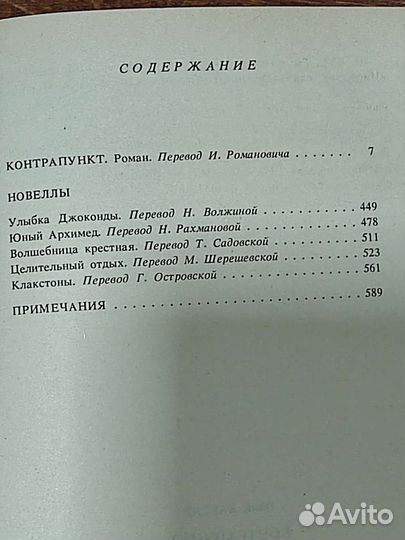 СОДЕРЖАНИЕ
КОНТРАПУНКТ. Роман. Перевод И. Романовича . . . . . . . 7
НОВЕЛЛЫ
Улыбка Джоконды. Перевод Н. Волжиной . . . . . . . . . 449
Юный Архимед. Перевод Н. Рахмановой . . . . . . . . . 478
Волшебница крестная. Перевод Т. Садовской . . . . . . . 511
Целительный отдых. Перевод М. Шерешевской . . . . . . 523
Клакстоны. Перевод Г. Островской . . . . . . . . . . . 561
ПРИМЕЧАНИЯ . . . . . . . . . . . . . . . . . . . . 589
Avito